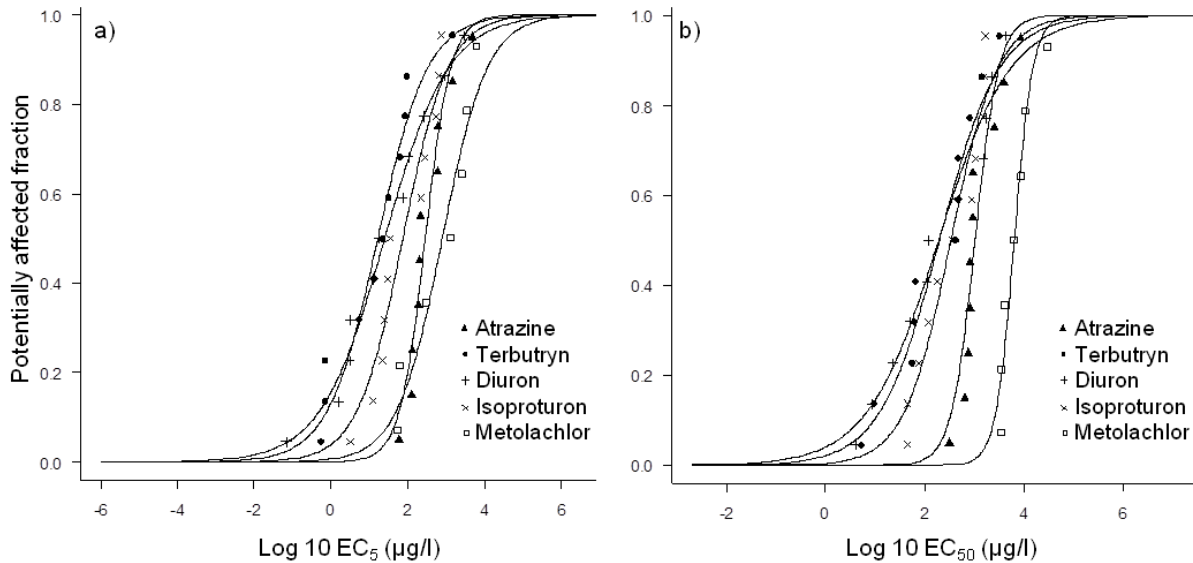 a)
Potentially affected fraction
1.0
0.8
0.6
0.4
0.2
0.0
-6
-4
-2
0
2
4
6
Log 10 EC5 (µg/l)
Atrazine
Terbutryn
Diuron
Isoproturon
Metolachlor
b)
1.0
0.8
0.6
0.4
0.2
0.0
-2
0
2
4
6
Log 10 EC50 (µg/l)
Atrazine
Terbutryn
Diuron
Isoproturon
Metolachlor